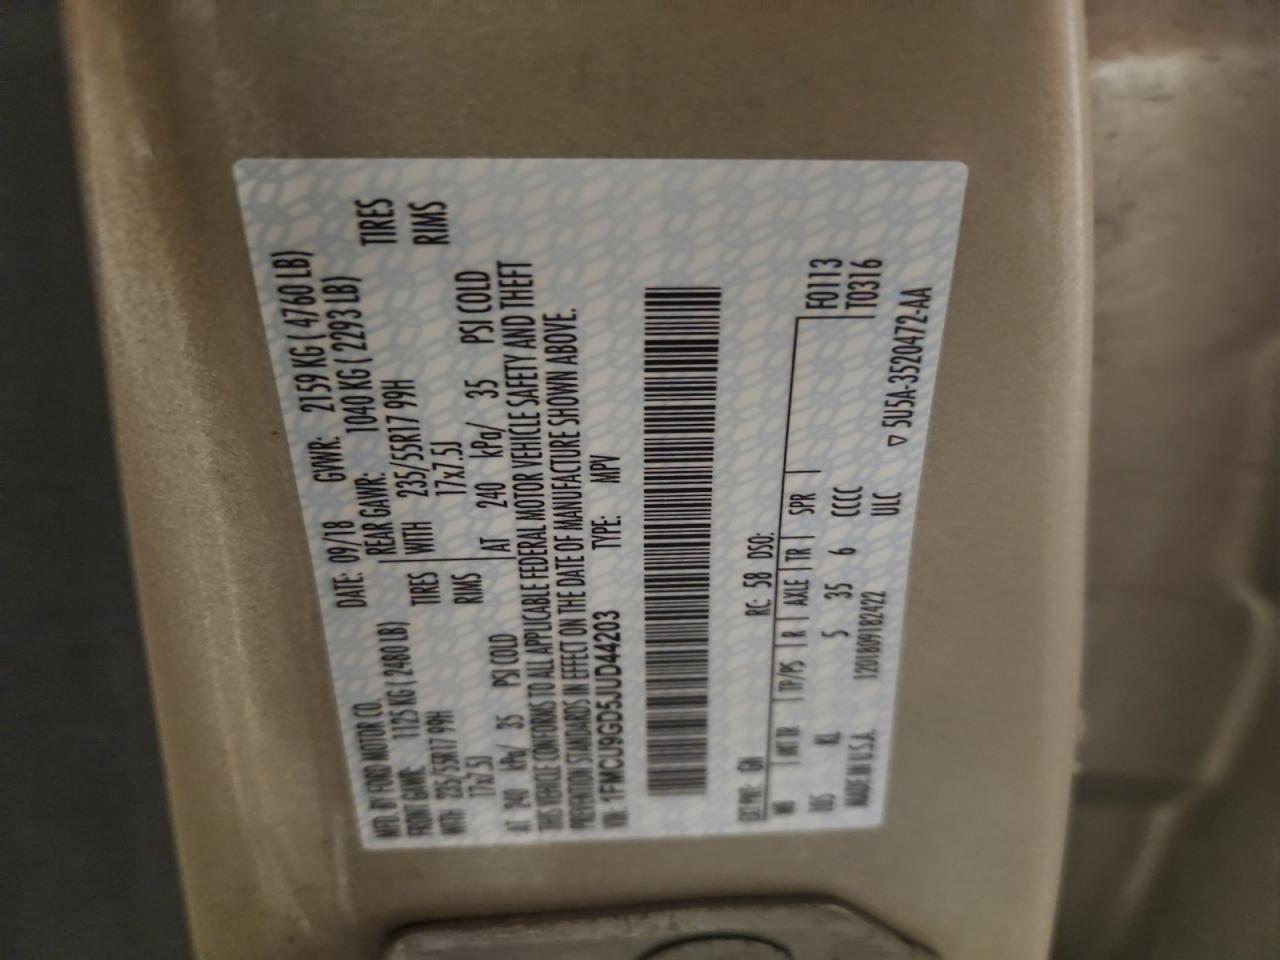 MFD. BY FORD MOTOR CO. DATE: 09/18 GVWR: 2159 KG ( 4760 LB)
FRONT GAWR: 1125 KG ( 2480 LB) REAR GAWR: 1040 KG ( 2293 LB)
WITH 235/55R17 99H TIRES WITH 235/55R17 99H TIRES
17x7.5J RIMS 17x7.5J RIMS
AT 240 kPa/ 35 PSI COLD AT 240 kPa/ 35 PSI COLD
THIS VEHICLE CONFORMS TO ALL APPLICABLE FEDERAL MOTOR VEHICLE SAFETY AND THEFT
PREVENTION STANDARDS IN EFFECT ON THE DATE OF MANUFACTURE SHOWN ABOVE.
VIN: 1FMCU9GD5JUD44203 TYPE: MPV
EXT PNT: RC: 58 DSO:
WB INT TR TP/PS R AXLE TR SPR F0113
105 KL 5 35 6 CCCC T0316
MADE IN U.S.A. 1201809182422 ULC ▽ 5U5A-3520472-AA